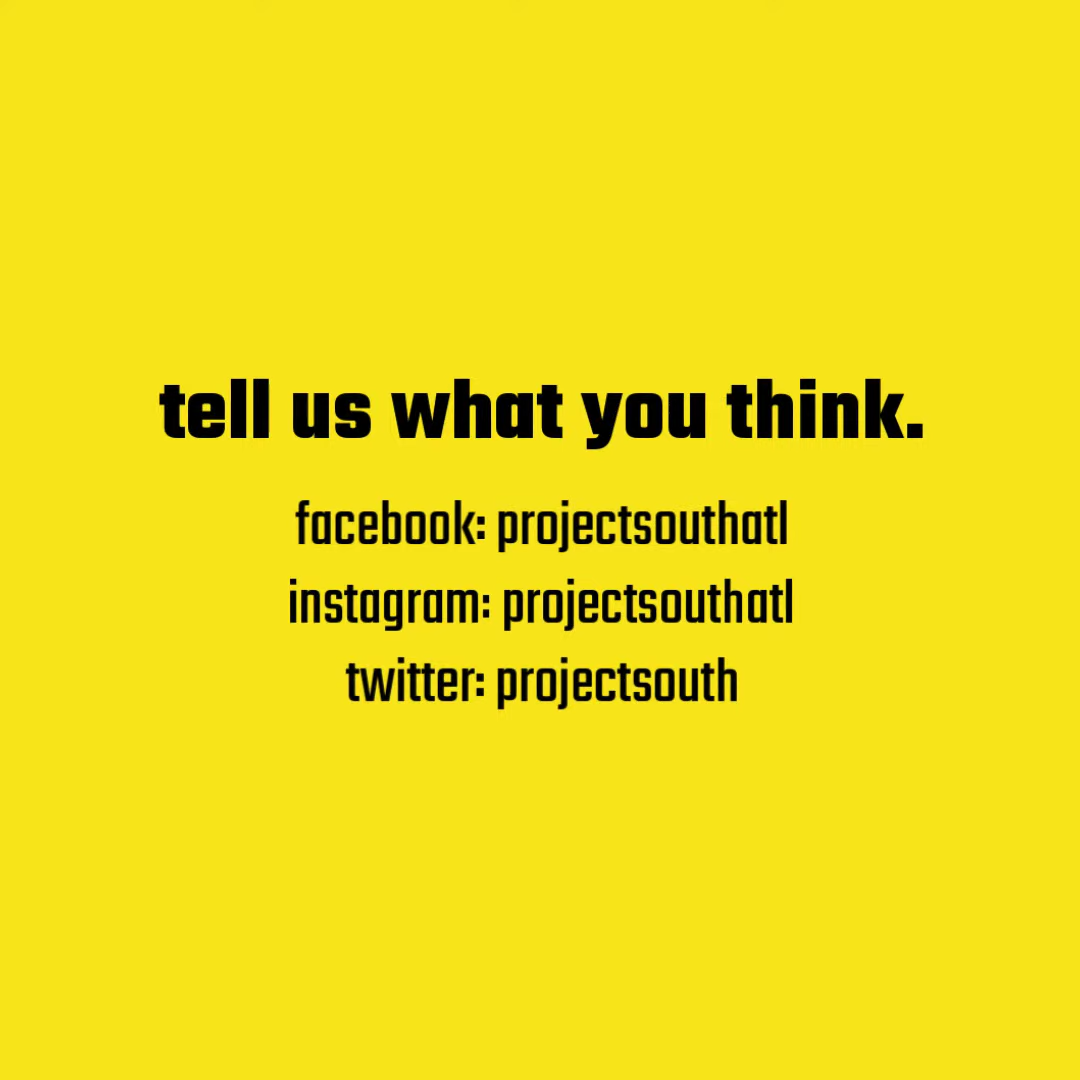 tell us what you think.
facebook: projectsouthatl
instagram: projectsouthatl
twitter: projectsouth